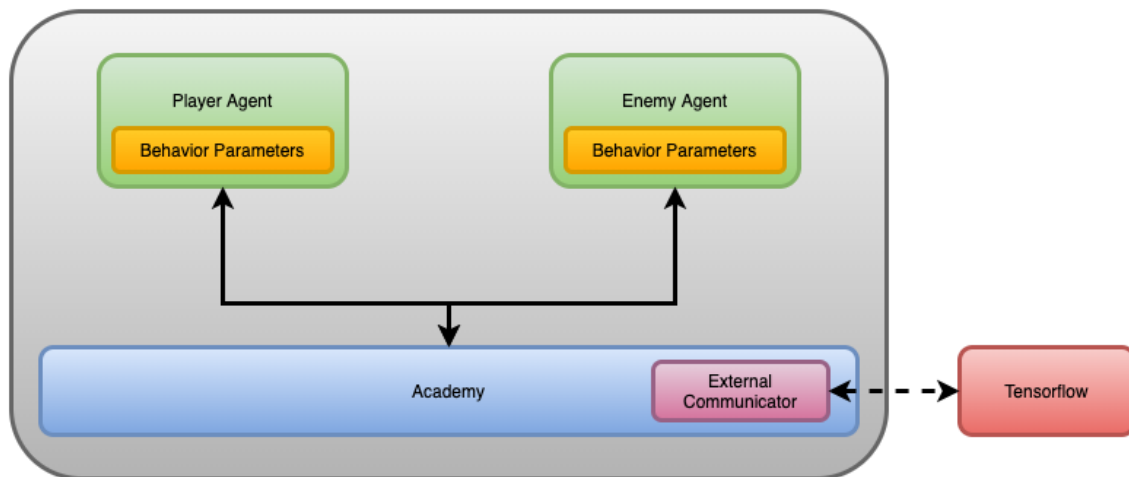 Player Agent
Behavior Parameters
Enemy Agent
Behavior Parameters
Academy
External
Communicator
Tensorflow